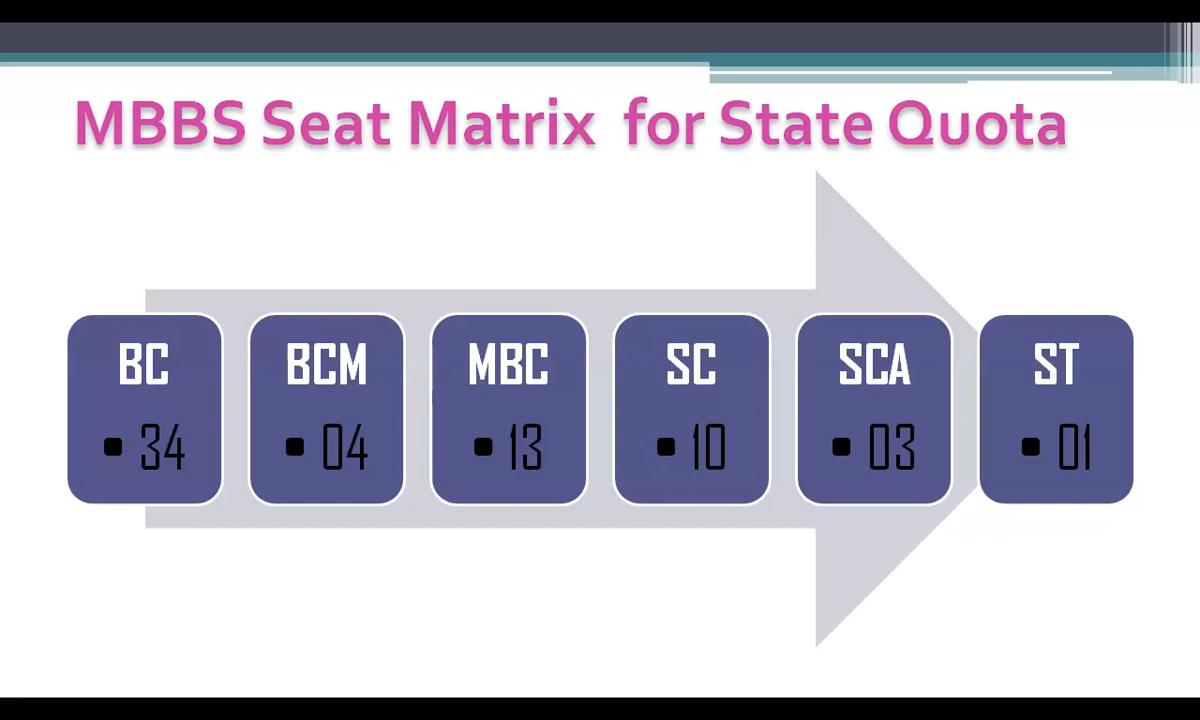 MBBS Seat Matrix for State Quota
BC
▪ 34
BCM
▪ 04
MBC
▪ 13
SC
▪ 10
SCA
▪ 03
ST
▪ 01